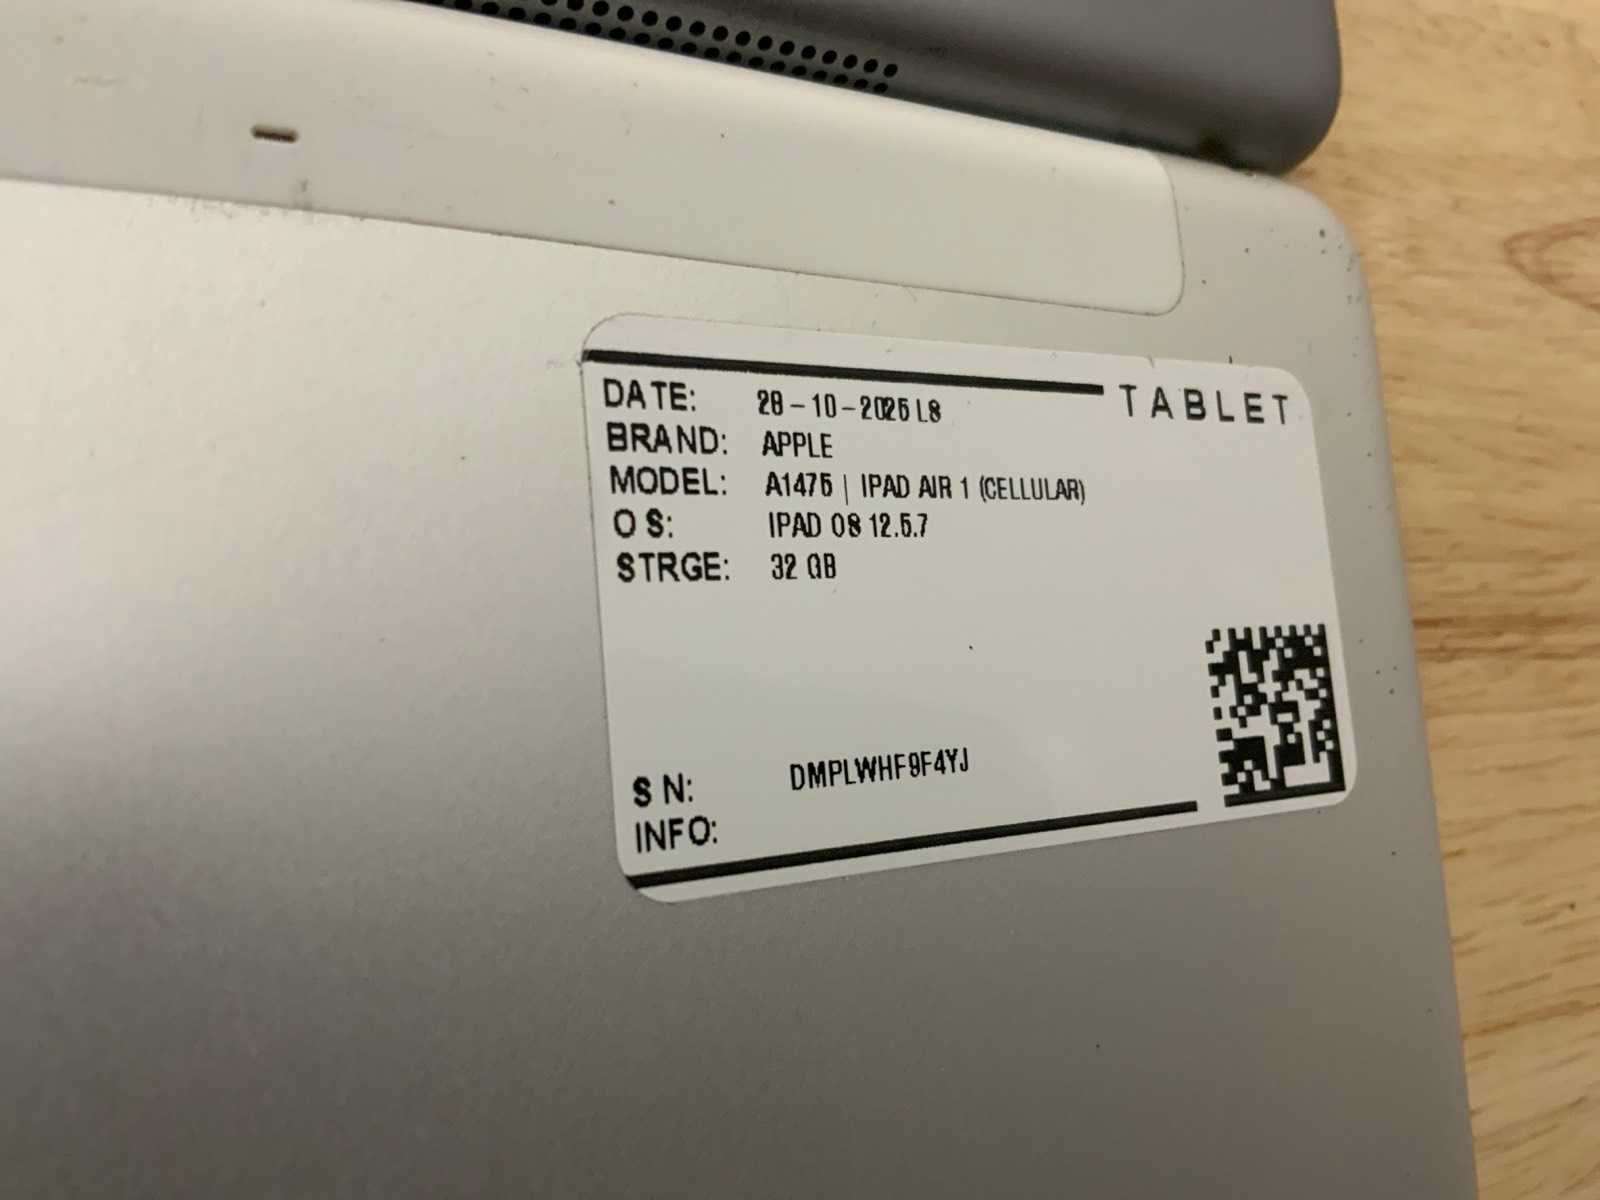 TABLET
DATE: 28-10-2025 L8
BRAND: APPLE
MODEL: A1475 | IPAD AIR 1 (CELLULAR)
OS: IPAD OS 12.5.7
STRGE: 32 GB
SN: DMPLWHF9F4YJ
INFO: